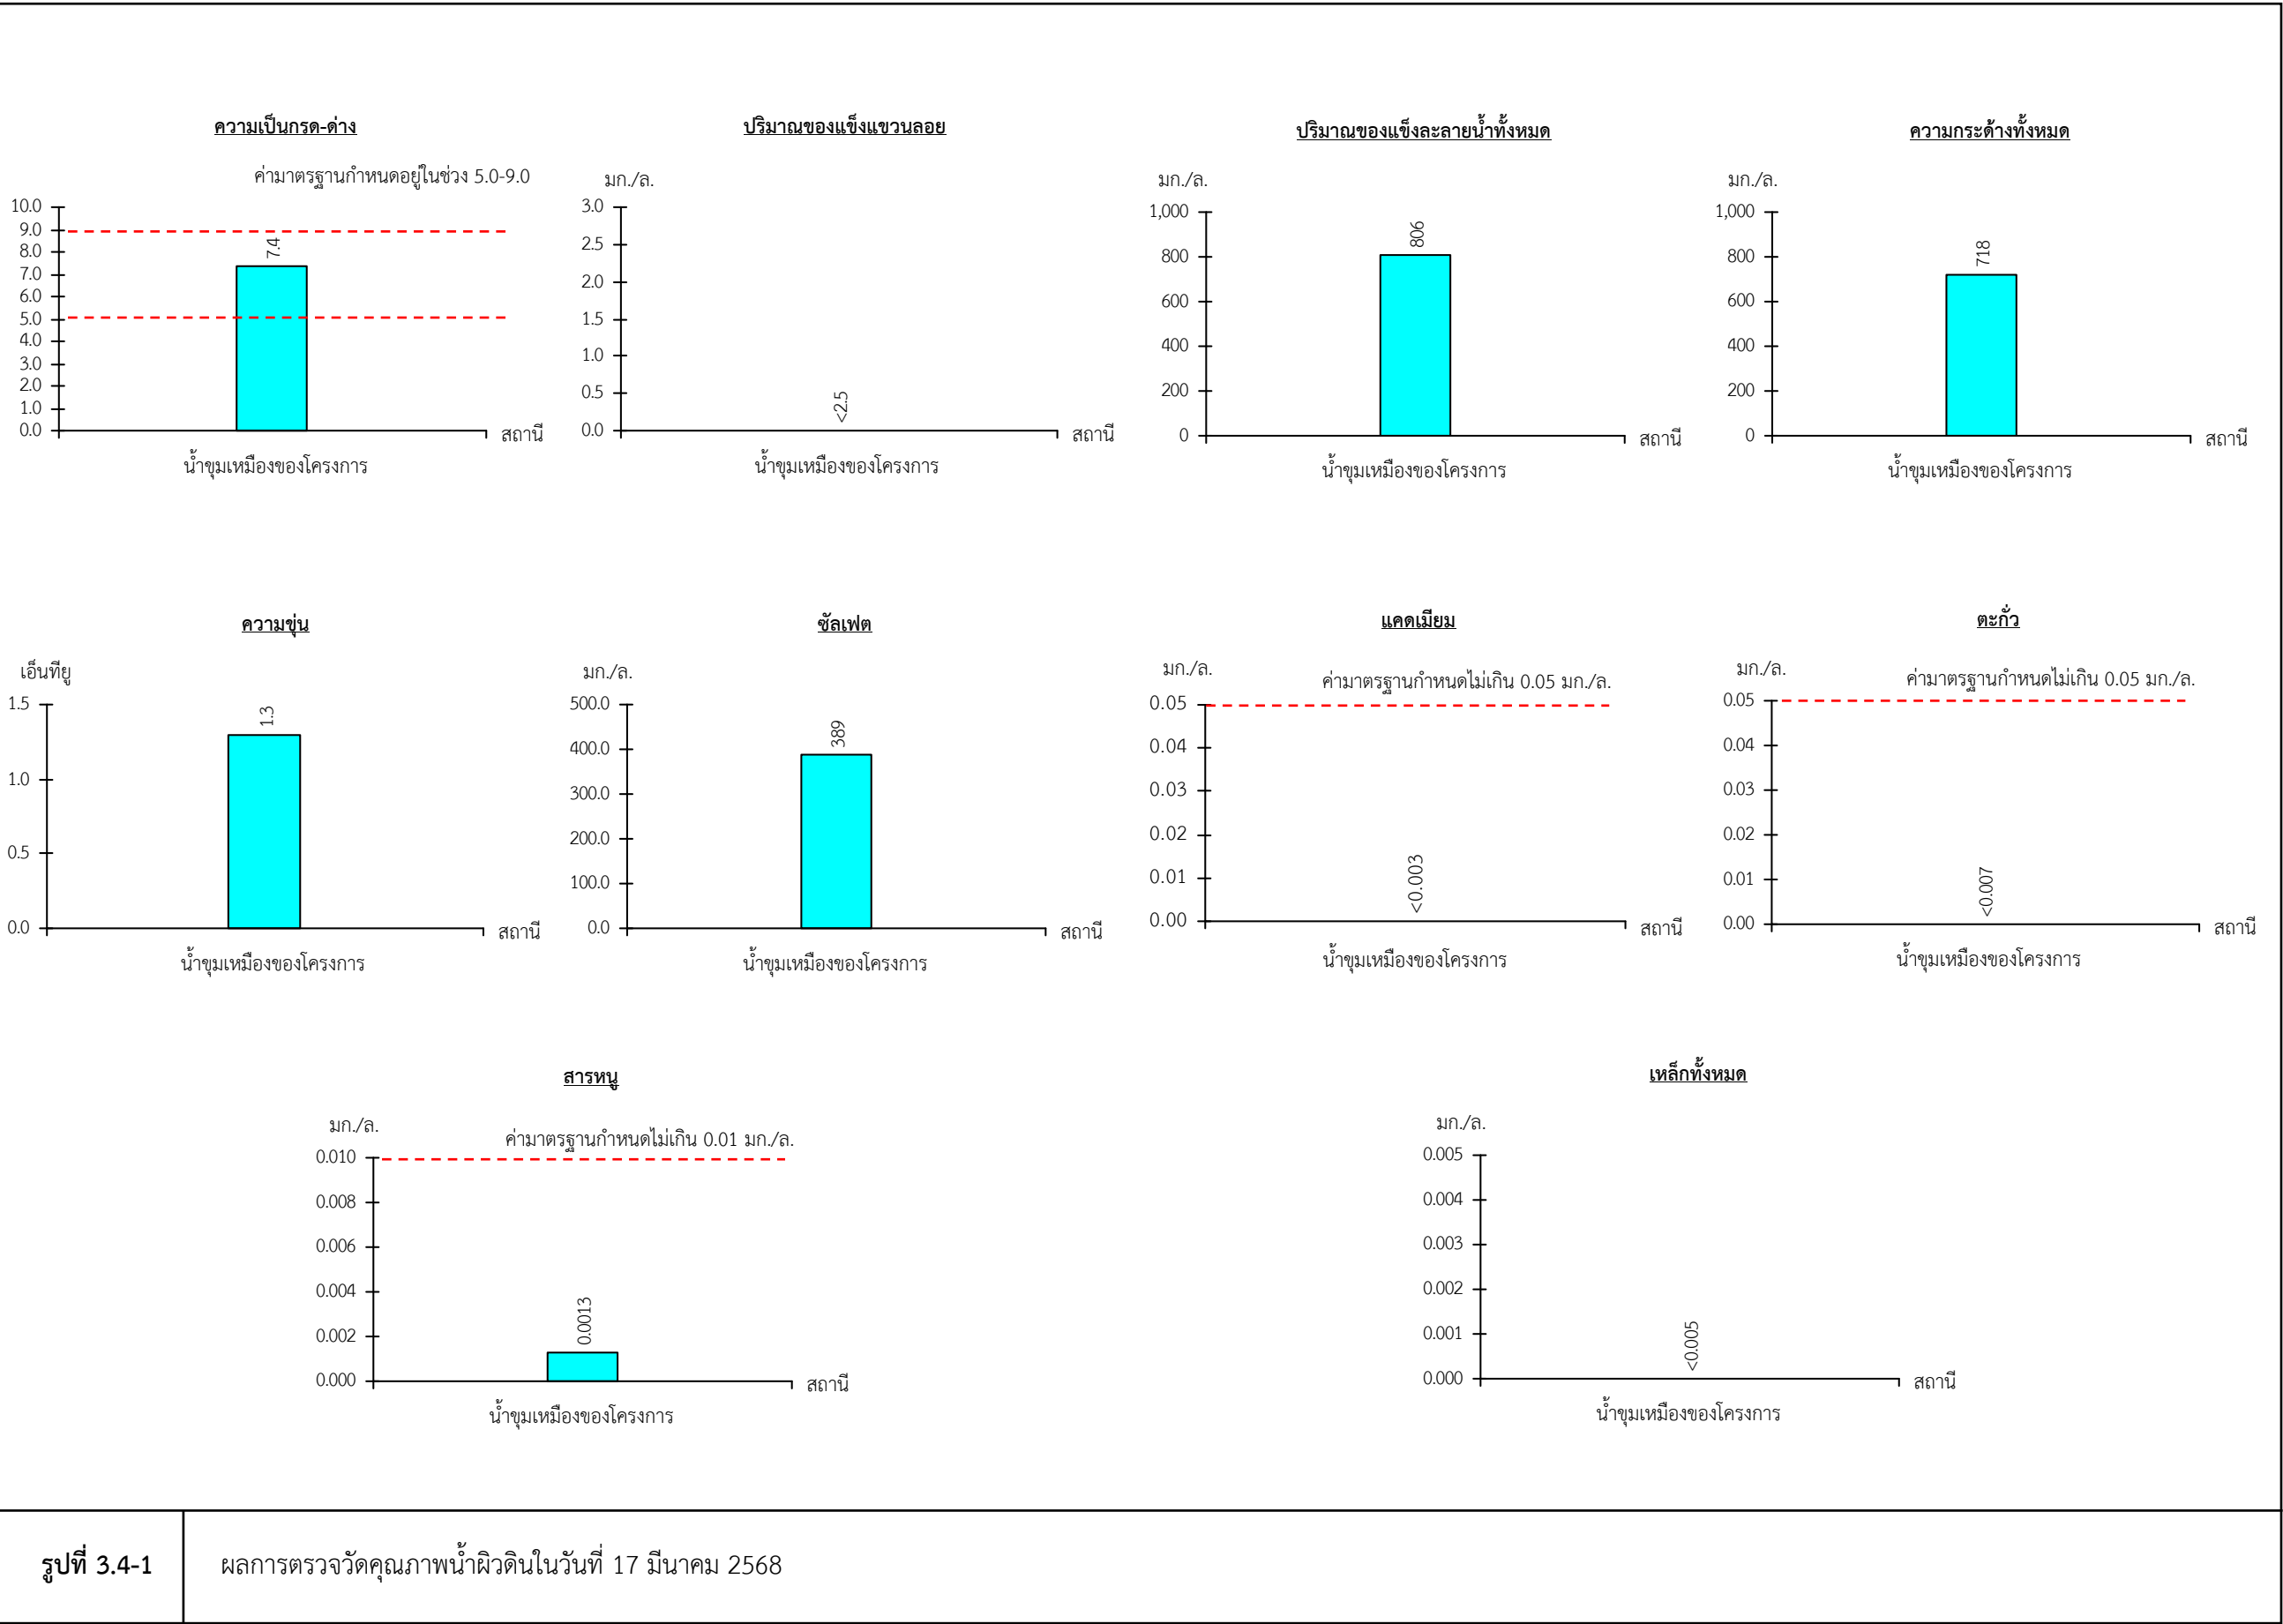 ความเป็นกรด-ด่าง
ค่ามาตรฐานกำหนดอยู่ในช่วง 5.0-9.0
10.0
9.0
8.0
7.0
6.0
5.0
4.0
3.0
2.0
1.0
0.0
7.4
สถานี
น้ำขุมเหมืองของโครงการ
ปริมาณของแข็งแขวนลอย
มก./ล.
3.0
2.5
2.0
1.5
1.0
0.5
0.0
<2.5
สถานี
น้ำขุมเหมืองของโครงการ
ปริมาณของแข็งละลายน้ำทั้งหมด
มก./ล.
1,000
800
600
400
200
0
806
สถานี
น้ำขุมเหมืองของโครงการ
ความกระด้างทั้งหมด
มก./ล.
1,000
800
600
400
200
0
718
สถานี
น้ำขุมเหมืองของโครงการ
ความขุ่น
เอ็นทียู
1.5
1.0
0.5
0.0
1.3
สถานี
น้ำขุมเหมืองของโครงการ
ซัลเฟต
มก./ล.
500.0
400.0
300.0
200.0
100.0
0.0
389
สถานี
น้ำขุมเหมืองของโครงการ
แคดเมียม
มก./ล.
ค่ามาตรฐานกำหนดไม่เกิน 0.05 มก./ล.
0.05
0.04
0.03
0.02
0.01
0.00
<0.003
สถานี
น้ำขุมเหมืองของโครงการ
ตะกั่ว
มก./ล.
ค่ามาตรฐานกำหนดไม่เกิน 0.05 มก./ล.
0.05
0.04
0.03
0.02
0.01
0.00
<0.007
สถานี
น้ำขุมเหมืองของโครงการ
สารหนู
มก./ล.
ค่ามาตรฐานกำหนดไม่เกิน 0.01 มก./ล.
0.010
0.008
0.006
0.004
0.002
0.000
0.0013
สถานี
น้ำขุมเหมืองของโครงการ
เหล็กทั้งหมด
มก./ล.
0.005
0.004
0.003
0.002
0.001
0.000
<0.005
สถานี
น้ำขุมเหมืองของโครงการ
รูปที่ 3.4-1
ผลการตรวจวัดคุณภาพน้ำผิวดินในวันที่ 17 มีนาคม 2568